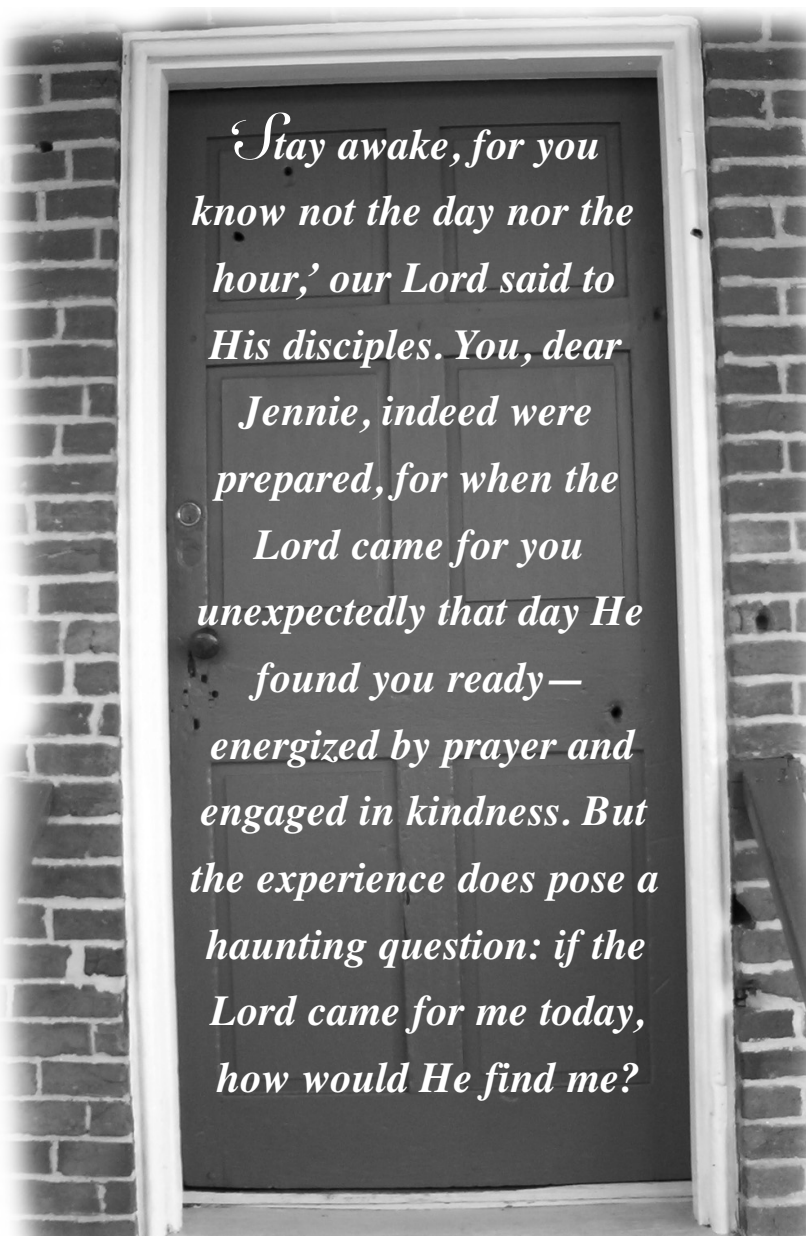 ‘Stay awake, for you
know not the day nor the
hour,’ our Lord said to
His disciples. You, dear
Jennie, indeed were
prepared, for when the
Lord came for you
unexpectedly that day He
found you ready—
energized by prayer and
engaged in kindness. But
the experience does pose a
haunting question: if the
Lord came for me today,
how would He find me?